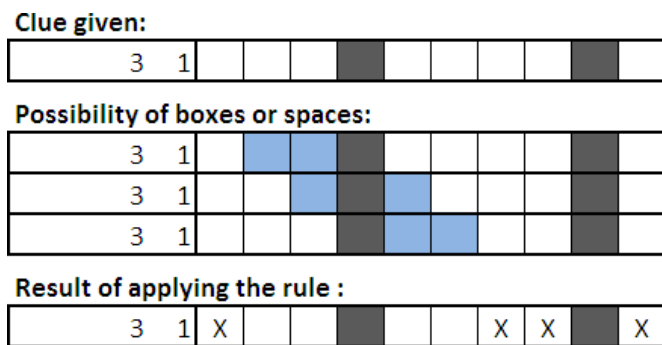 Clue given:
3 1
Possibility of boxes or spaces:
3 1
3 1
3 1
Result of applying the rule :
3 1 X X X X